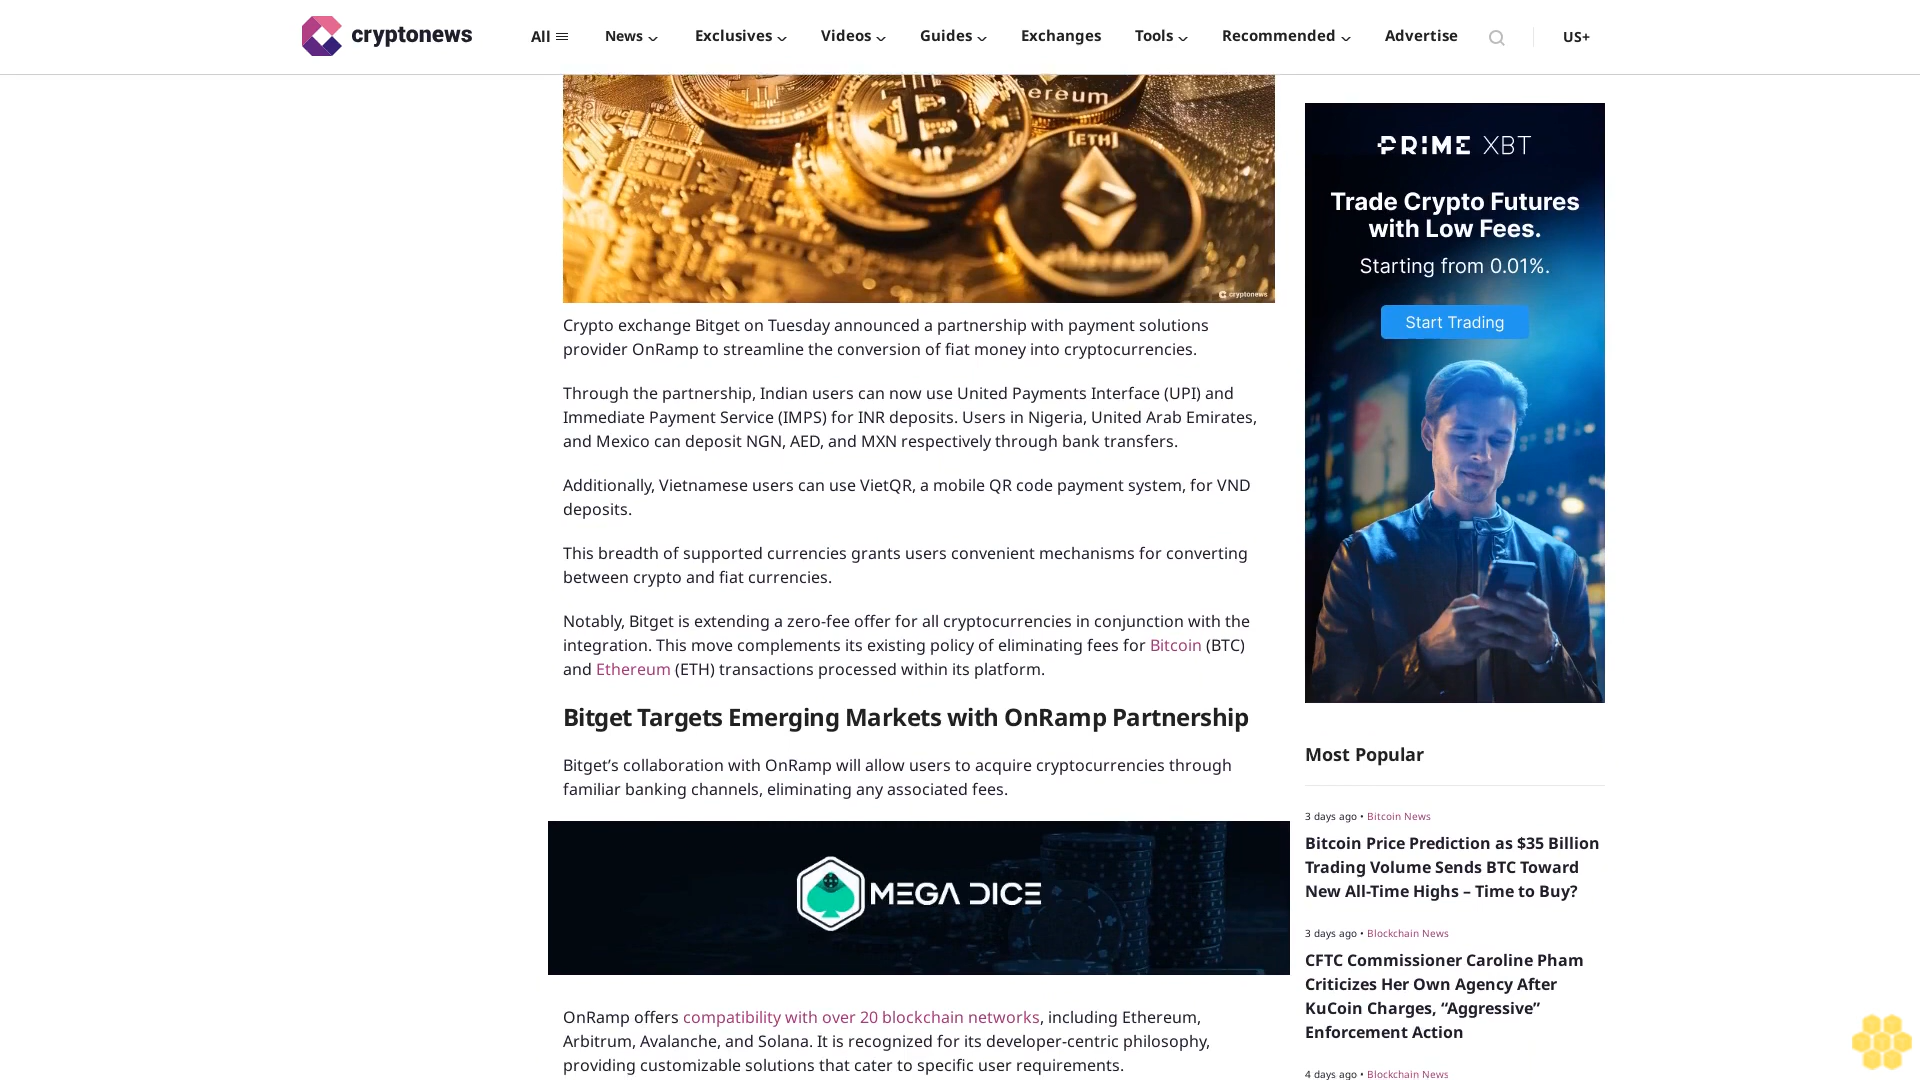 cryptonews
All
News
Exclusives
Videos
Guides
Exchanges
Tools
Recommended
Advertise
US+
ereum
[ETH]
ethereum
cryptonews
Crypto exchange Bitget on Tuesday announced a partnership with payment solutions
provider OnRamp to streamline the conversion of fiat money into cryptocurrencies.
Through the partnership, Indian users can now use United Payments Interface (UPI) and
Immediate Payment Service (IMPS) for INR deposits. Users in Nigeria, United Arab Emirates,
and Mexico can deposit NGN, AED, and MXN respectively through bank transfers.
Additionally, Vietnamese users can use VietQR, a mobile QR code payment system, for VND
deposits.
This breadth of supported currencies grants users convenient mechanisms for converting
between crypto and fiat currencies.
Notably, Bitget is extending a zero-fee offer for all cryptocurrencies in conjunction with the
integration. This move complements its existing policy of eliminating fees for Bitcoin (BTC)
and Ethereum (ETH) transactions processed within its platform.
Bitget Targets Emerging Markets with OnRamp Partnership
Bitget’s collaboration with OnRamp will allow users to acquire cryptocurrencies through
familiar banking channels, eliminating any associated fees.
MEGA DICE
OnRamp offers compatibility with over 20 blockchain networks, including Ethereum,
Arbitrum, Avalanche, and Solana. It is recognized for its developer-centric philosophy,
providing customizable solutions that cater to specific user requirements.
PRIME XBT
Trade Crypto Futures
with Low Fees.
Starting from 0.01%.
Start Trading
Most Popular
3 days ago • Bitcoin News
Bitcoin Price Prediction as $35 Billion
Trading Volume Sends BTC Toward
New All-Time Highs – Time to Buy?
3 days ago • Blockchain News
CFTC Commissioner Caroline Pham
Criticizes Her Own Agency After
KuCoin Charges, “Aggressive”
Enforcement Action
4 days ago • Blockchain News